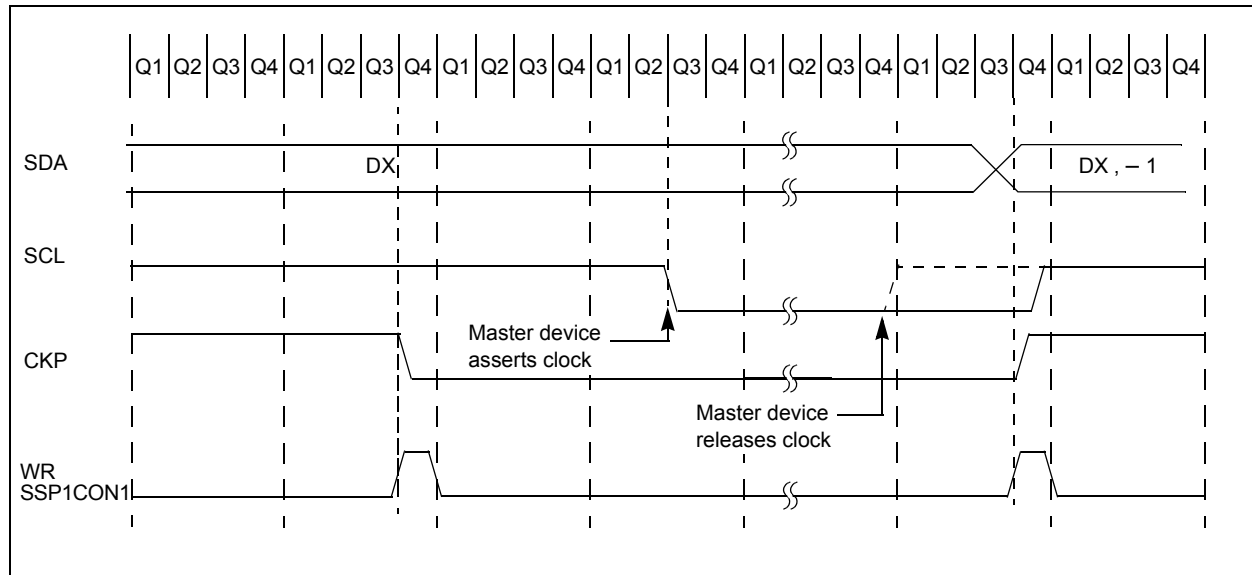 Q1 Q2 Q3 Q4 Q1 Q2 Q3 Q4 Q1 Q2 Q3 Q4 Q1 Q2 Q3 Q4 Q1 Q2 Q3 Q4 Q1 Q2 Q3 Q4 Q1 Q2 Q3 Q4
SDA
DX
DX , – 1
SCL
Master device
asserts clock
CKP
Master device
releases clock
WR
SSP1CON1